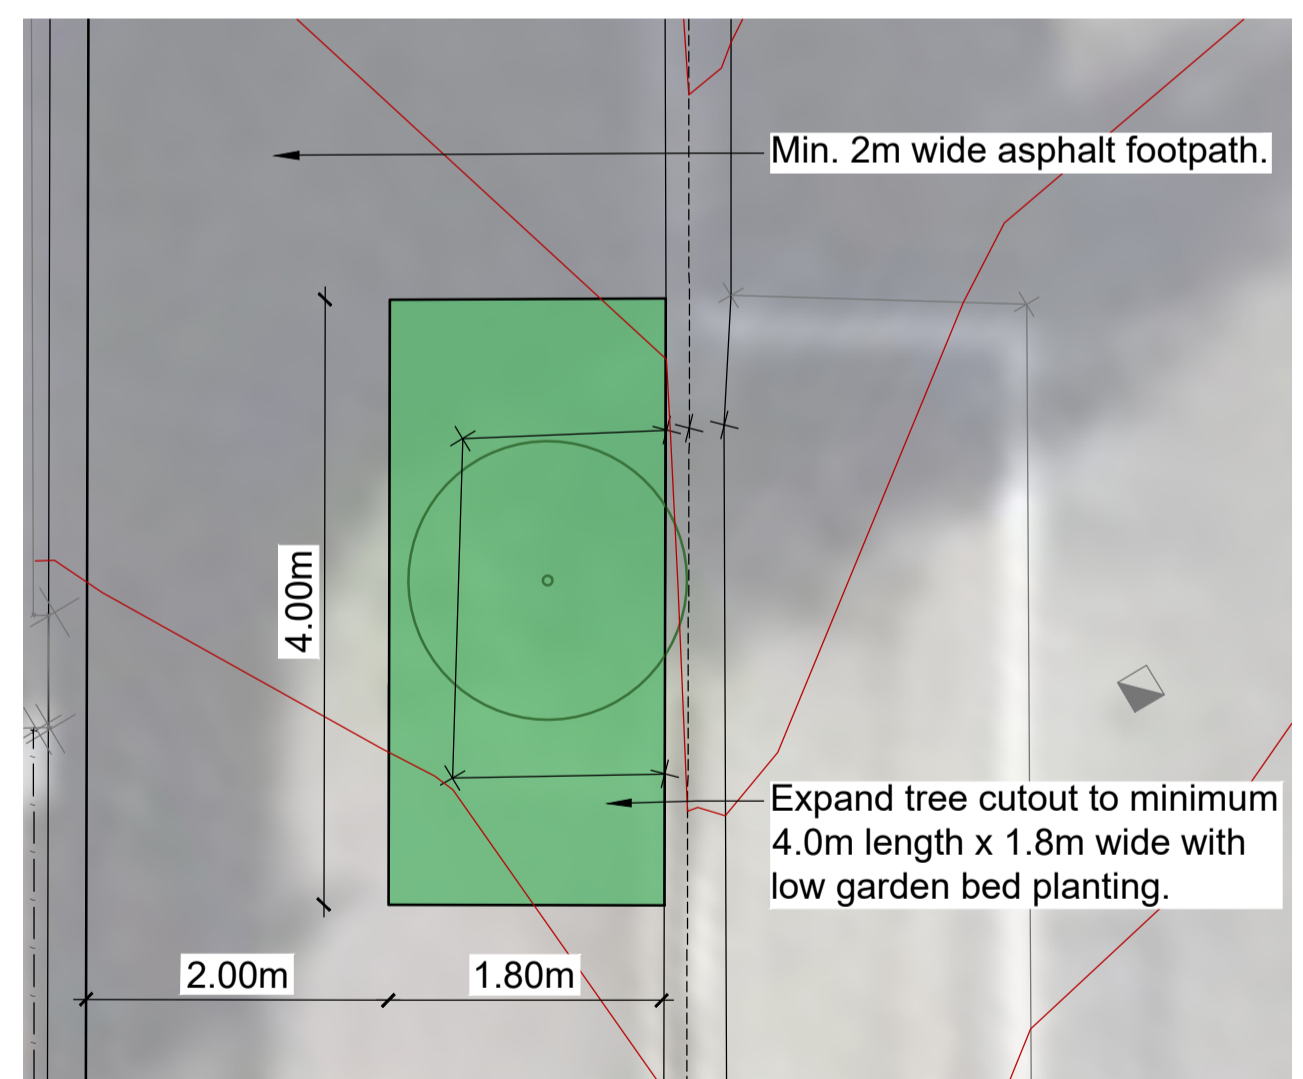 Min. 2m wide asphalt footpath.
4.00m
Expand tree cutout to minimum
4.0m length x 1.8m wide with
low garden bed planting.
2.00m
1.80m